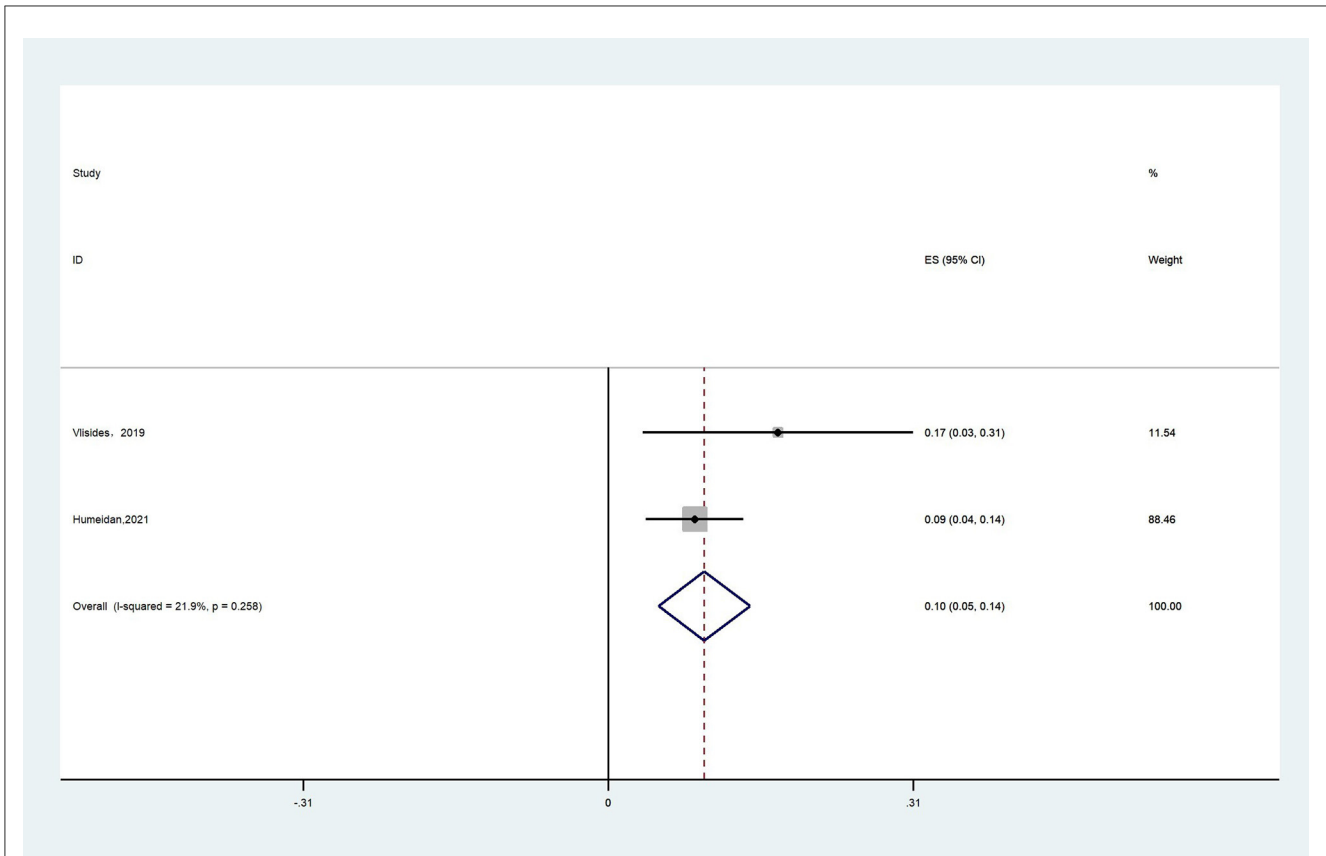 Study %
ID ES (95% CI) Weight
Vlisides，2019 0.17 (0.03, 0.31) 11.54
Humeidan,2021 0.09 (0.04, 0.14) 88.46
Overall (I-squared = 21.9%, p = 0.258) 0.10 (0.05, 0.14) 100.00
-.31 0 .31